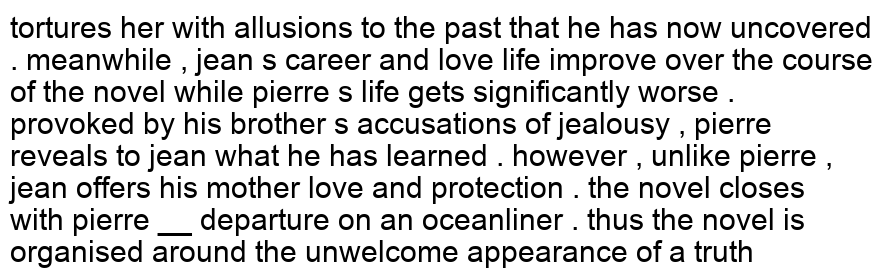 tortures her with allusions to the past that he has now uncovered
. meanwhile , jean s career and love life improve over the course
of the novel while pierre s life gets significantly worse .
provoked by his brother s accusations of jealousy , pierre
reveals to jean what he has learned . however , unlike pierre ,
jean offers his mother love and protection . the novel closes
with pierre __ departure on an oceanliner . thus the novel is
organised around the unwelcome appearance of a truth